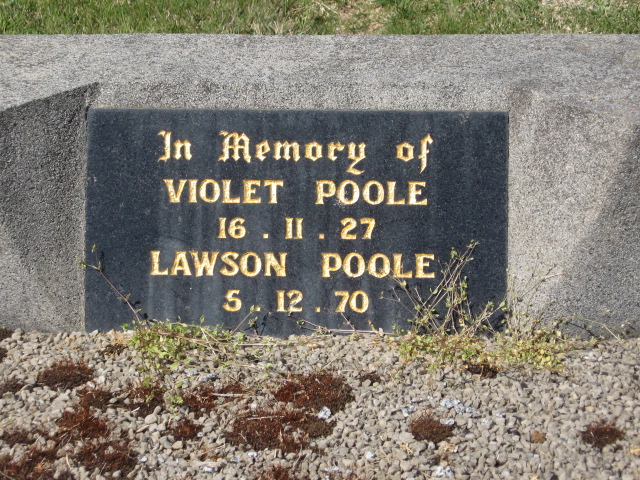 In Memory of
VIOLET POOLE
16 . 11 . 27
LAWSON POOLE
5 . 12 . 70